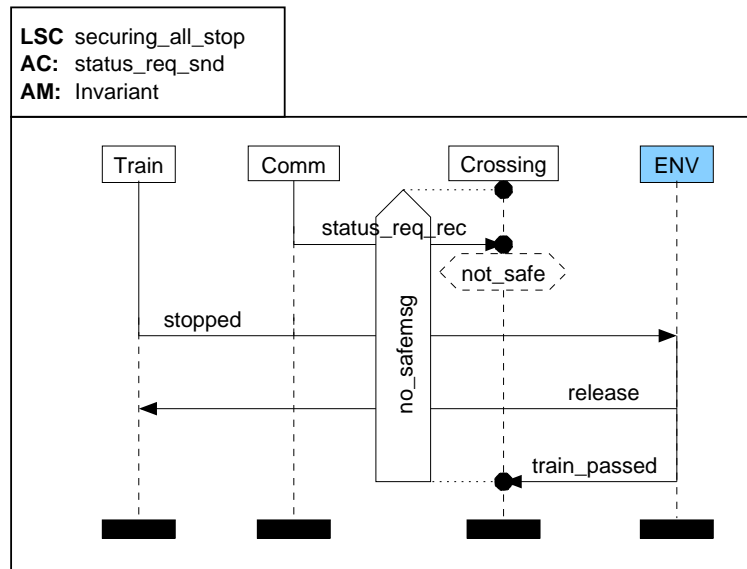 LSC securing_all_stop
AC: status_req_snd
AM: Invariant
Train Comm Crossing ENV
status_req_rec
not_safe
stopped
no_safemsg
release
train_passed